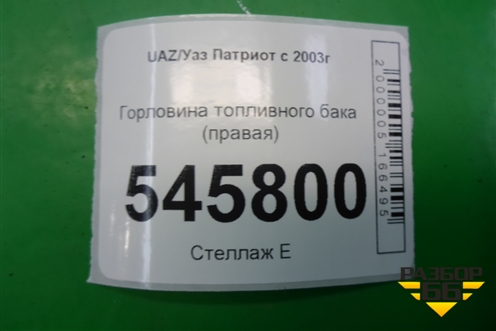 UAZ/Уаз Патриот с 2003г
Горловина топливного бака
(правая)
545800
Стеллаж Е
2000005166495
РАЗБОР
66